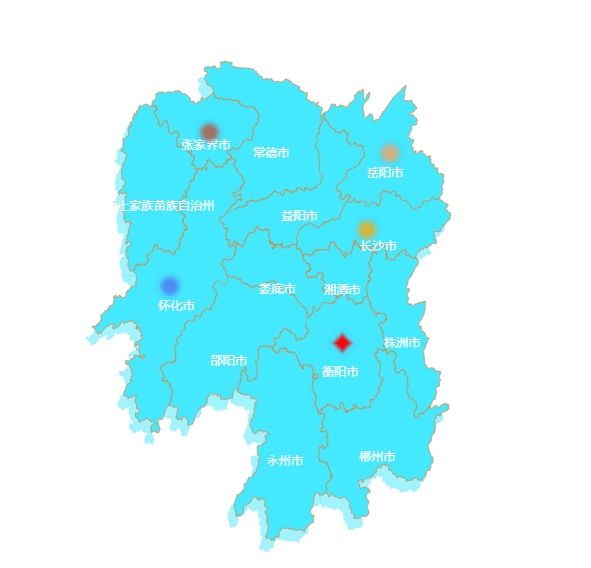 张家界市
常德市
岳阳市
土家族苗族自治州
益阳市
长沙市
娄底市
湘潭市
怀化市
株洲市
邵阳市
衡阳市
永州市
郴州市